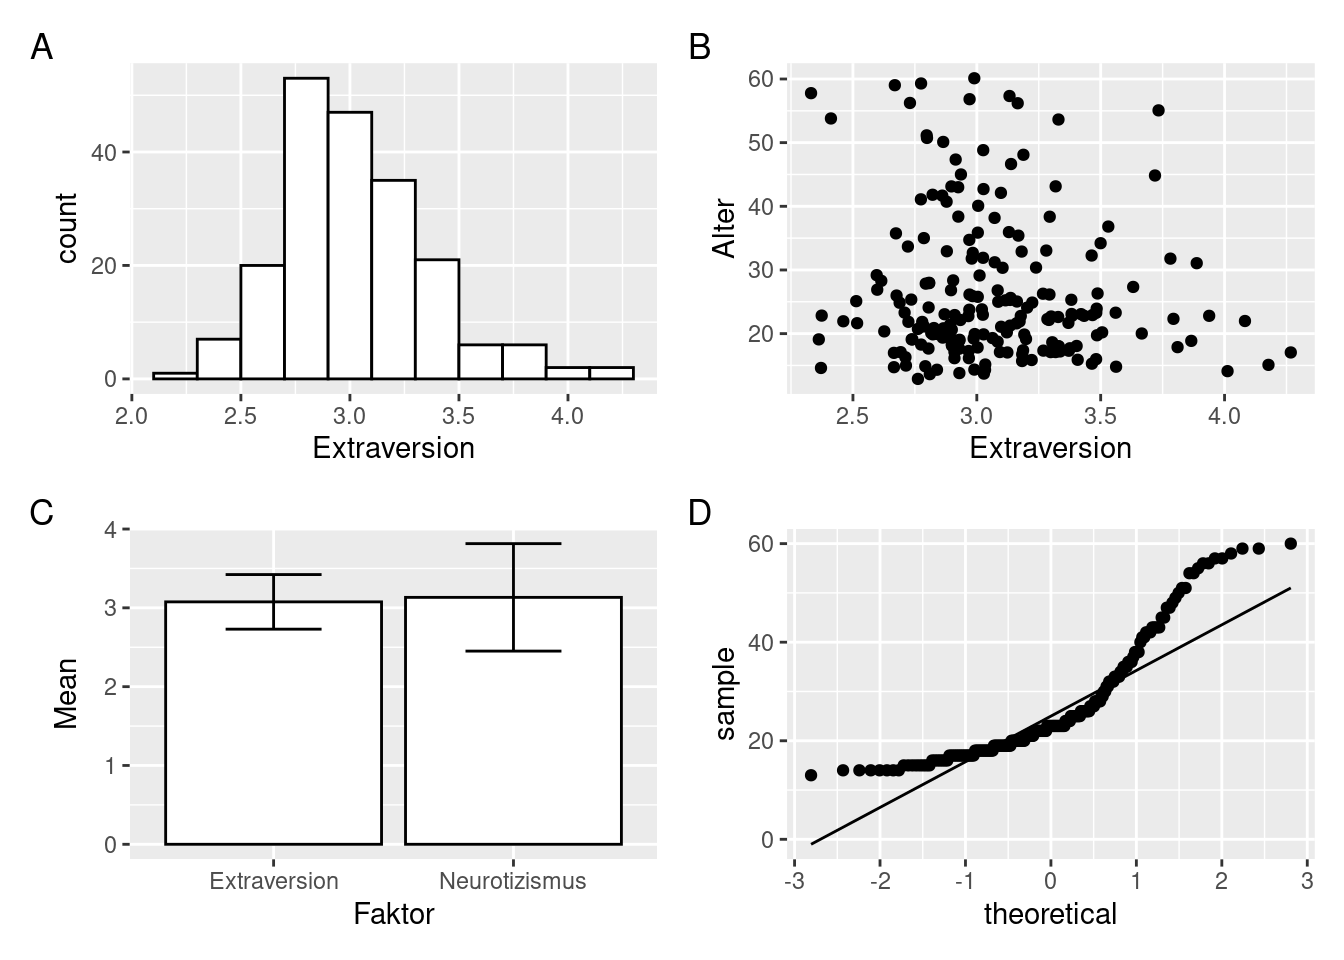 A
count
40
20
0
2.0 2.5 3.0 3.5 4.0
Extraversion
B
Alter
60
50
40
30
20
2.5 3.0 3.5 4.0
Extraversion
C
Mean
4
3
2
1
0
Extraversion Neurotizismus
Faktor
D
sample
60
40
20
0
-3 -2 -1 0 1 2 3
theoretical